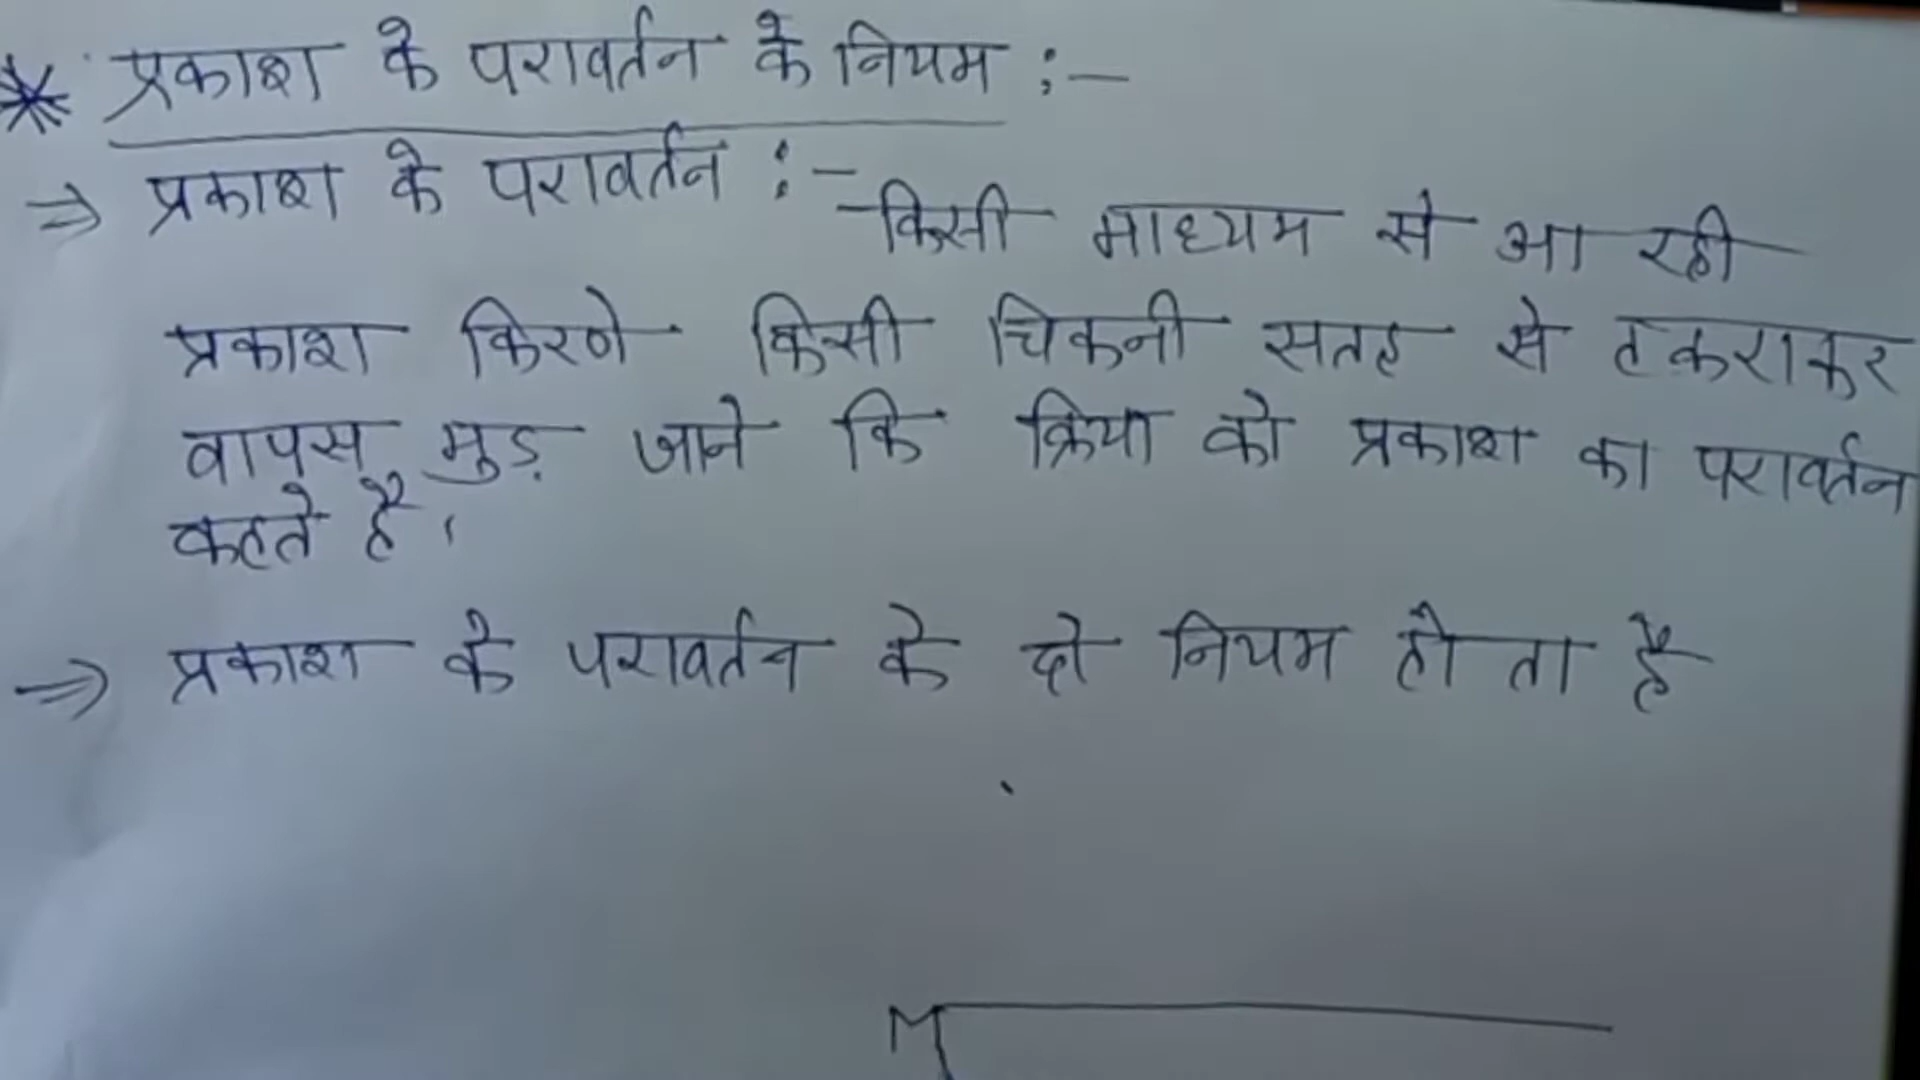 * प्रकाश के परावर्तन के नियम :-
⇒ प्रकाश के परावर्तन :- किसी माध्यम से आ रही
प्रकाश किरणे किसी चिकनी सतह से टकराकर
वापस मुड़ जाने कि क्रिया को प्रकाश का परावर्तन
कहते है।
⇒ प्रकाश के परावर्तन के दो नियम होता है
M